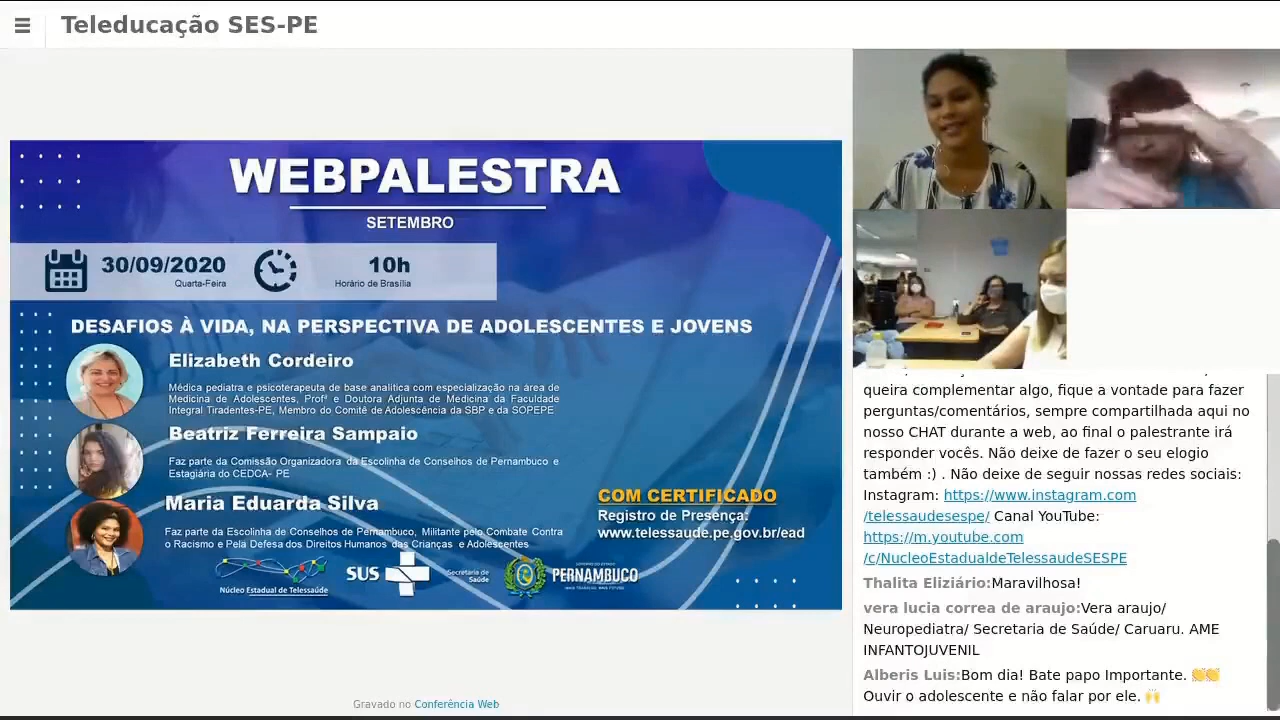 Teleducação SES-PE
WEBPALESTRA
SETEMBRO
30/09/2020
Quarta-Feira
10h
Horário de Brasília
DESAFIOS À VIDA, NA PERSPECTIVA DE ADOLESCENTES E JOVENS
Elizabeth Cordeiro
Médica pediatra e psicoterapeuta de base analítica com especialização na área de
Medicina de Adolescentes, Profª e Doutora Adjunta de Medicina da Faculdade
Integral Tiradentes-PE, Membro do Comitê de Adolescência da SBP e da SOPEPE
Beatriz Ferreira Sampaio
Faz parte da Comissão Organizadora da Escolinha de Conselhos de Pernambuco e
Estagiária do CEDCA- PE
Maria Eduarda Silva
Faz parte da Escolinha de Conselhos de Pernambuco, Militante pelo Combate Contra
o Racismo e Pela Defesa dos Direitos Humanos das Crianças e Adolescentes
COM CERTIFICADO
Registro de Presença:
www.telessaude.pe.gov.br/ead
Núcleo Estadual de Telessaúde
SUS
Secretaria de
Saúde
PERNAMBUCO
Gravado no Conferência Web
queira complementar algo, fique a vontade para fazer
perguntas/comentários, sempre compartilhada aqui no
nosso CHAT durante a web, ao final o palestrante irá
responder vocês. Não deixe de fazer o seu elogio
também :) . Não deixe de seguir nossas redes sociais:
Instagram: https://www.instagram.com
/telessaudesespe/ Canal YouTube:
https://m.youtube.com
/c/NucleoEstadualdeTelessaudeSESPE
Thalita Eliziário:Maravilhosa!
vera lucia correa de araujo:Vera araujo/
Neuropediatra/ Secretaria de Saúde/ Caruaru. AME
INFANTOJUVENIL
Alberis Luis:Bom dia! Bate papo Importante. 👏👏
Ouvir o adolescente e não falar por ele. 🙌